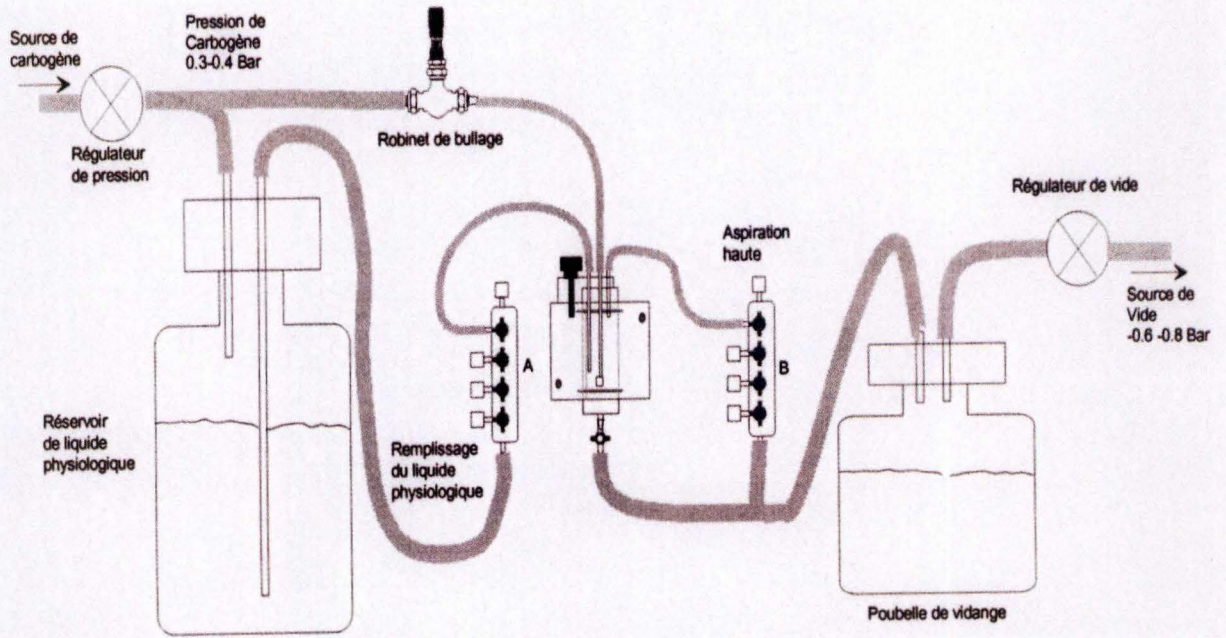 Source de
carbogène
Pression de
Carbogène
0.3-0.4 Bar
Régulateur
de pression
Robinet de bullage
Régulateur de vide
Aspiration
haute
Source de
Vide
-0.6 -0.8 Bar
A
B
Réservoir
de liquide
physiologique
Remplissage
du liquide
physiologique
Poubelle de vidange